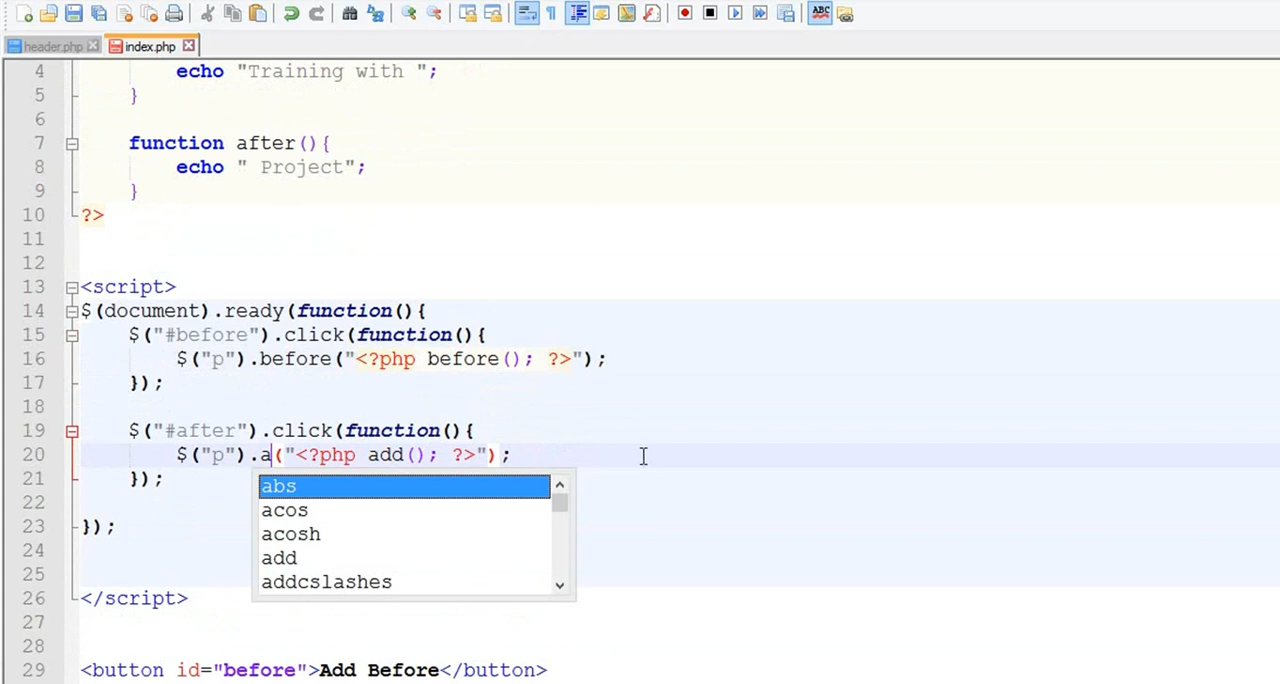 header.php index.php
4 echo "Training with ";
5 }
6
7 function after(){
8 echo " Project";
9 }
10 ?>
11
12
13 <script>
14 $(document).ready(function(){
15 $("#before").click(function(){
16 $("p").before("<?php before(); ?>");
17 });
18
19 $("#after").click(function(){
20 $("p").a("<?php add(); ?>");
21 });
abs
22
acos
23 });
acosh
24
add
25
addcslashes
26 </script>
27
28
29 <button id="before">Add Before</button>